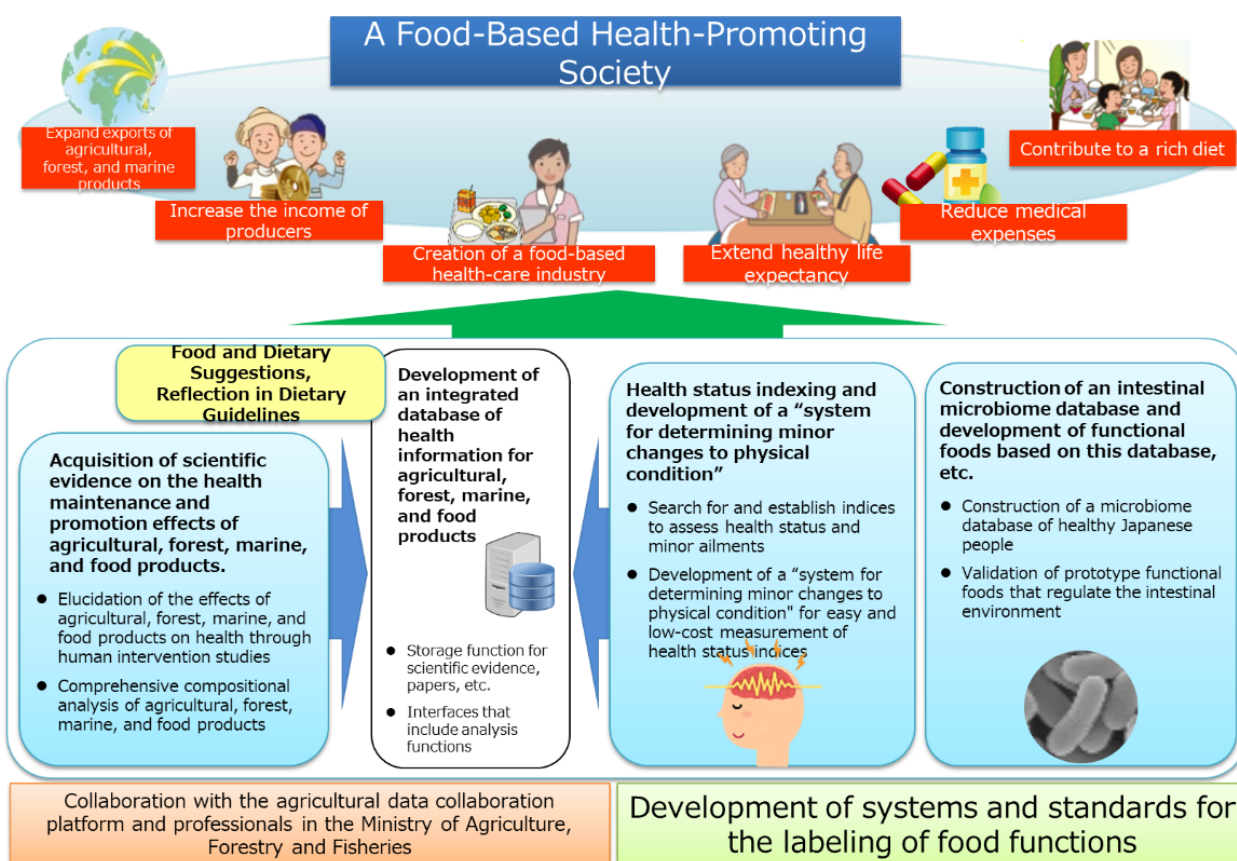 A Food-Based Health-Promoting
Society
Expand exports of
agricultural,
forest, and marine
products
Increase the income of
producers
Creation of a food-based
health-care industry
Extend healthy life
expectancy
Reduce medical
expenses
Contribute to a rich diet
Food and Dietary
Suggestions,
Reflection in Dietary
Guidelines
Acquisition of scientific
evidence on the health
maintenance and
promotion effects of
agricultural, forest, marine,
and food products.
● Elucidation of the effects of
agricultural, forest, marine, and
food products on health through
human intervention studies
● Comprehensive compositional
analysis of agricultural, forest,
marine, and food products
Development of
an integrated
database of
health
information for
agricultural,
forest, marine,
and food
products
● Storage function for
scientific evidence,
papers, etc.
● Interfaces that
include analysis
functions
Health status indexing and
development of a “system
for determining minor
changes to physical
condition”
● Search for and establish indices
to assess health status and
minor ailments
● Development of a “system for
determining minor changes to
physical condition" for easy and
low-cost measurement of
health status indices
Construction of an intestinal
microbiome database and
development of functional
foods based on this database,
etc.
● Construction of a microbiome
database of healthy Japanese
people
● Validation of prototype functional
foods that regulate the intestinal
environment
Collaboration with the agricultural data collaboration
platform and professionals in the Ministry of Agriculture,
Forestry and Fisheries
Development of systems and standards for
the labeling of food functions